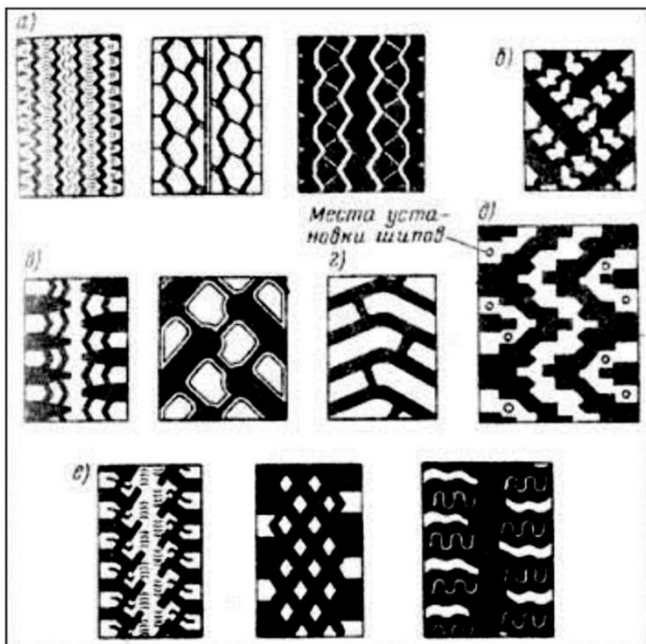 а)
б)
Места уста-
новки шипов
в)
г)
д)
е)